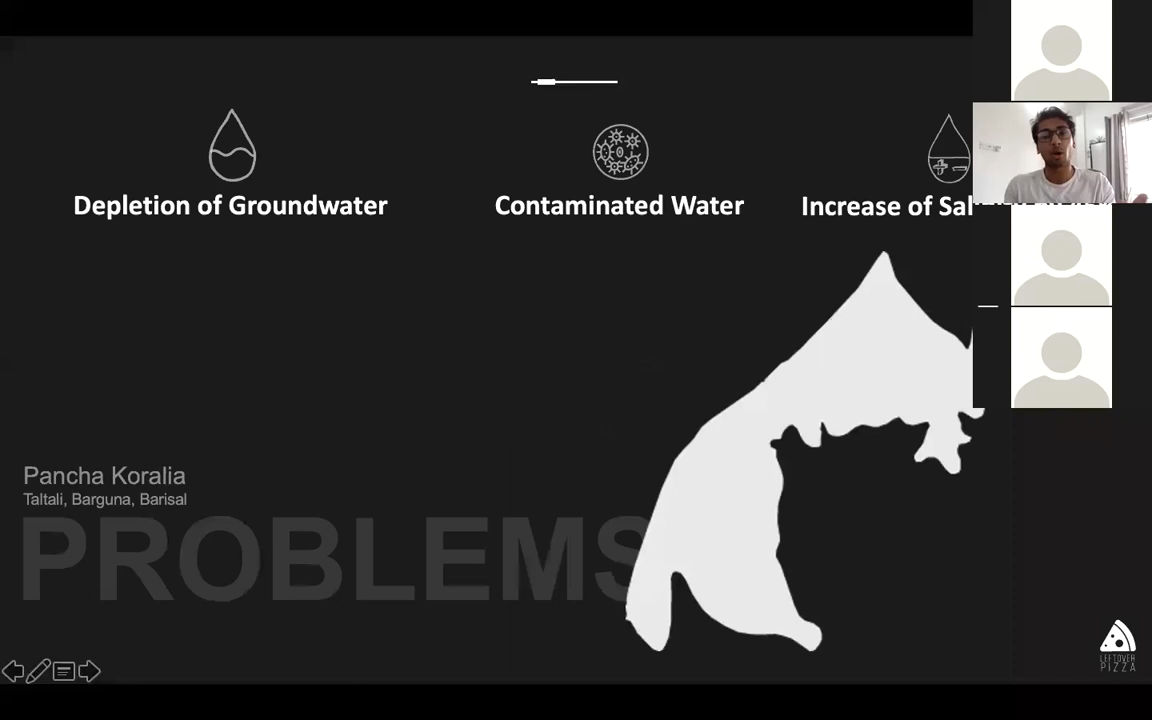 Depletion of Groundwater
Contaminated Water
Increase of Sal
Pancha Koralia
Taltali, Barguna, Barisal
PROBLEMS
LEFTOVER
PIZZA